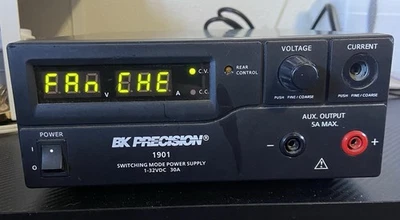 VOLTAGE CURRENT
FAn CHE
V A
C.V.
C.C.
REAR
CONTROL
PUSH FINE/COARSE PUSH FINE/COARSE
POWER
I
O
BK PRECISION®
1901
SWITCHING MODE POWER SUPPLY
1-32VDC 30A
AUX. OUTPUT
5A MAX.
- +